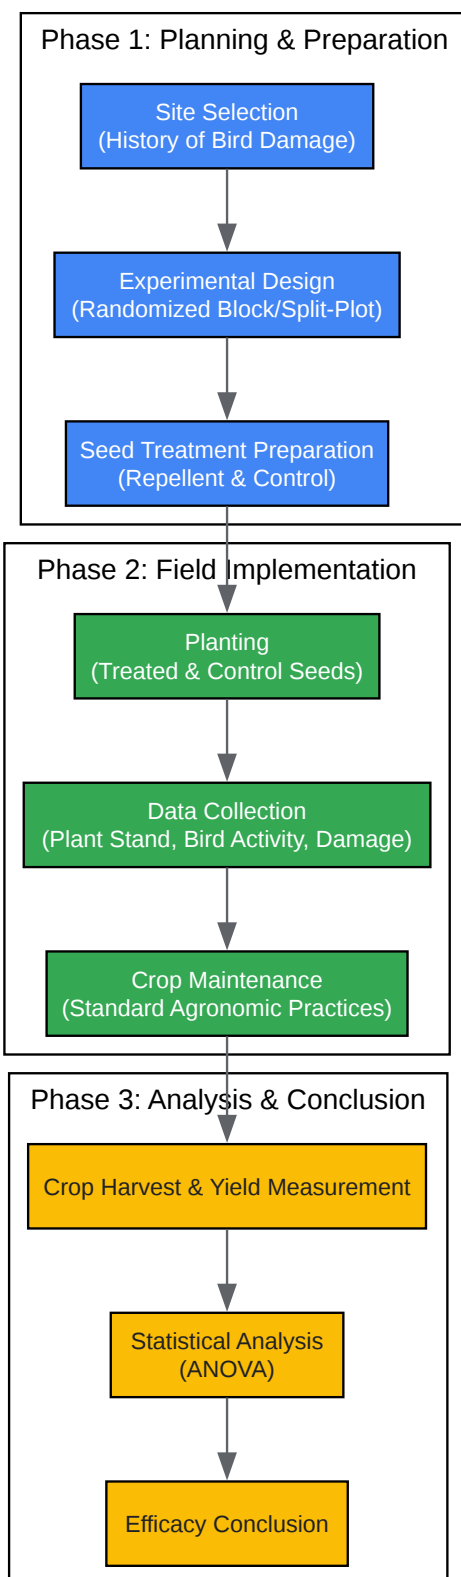 Phase 1: Planning & Preparation
Site Selection
(History of Bird Damage)
Experimental Design
(Randomized Block/Split-Plot)
Seed Treatment Preparation
(Repellent & Control)
Phase 2: Field Implementation
Planting
(Treated & Control Seeds)
Data Collection
(Plant Stand, Bird Activity, Damage)
Crop Maintenance
(Standard Agronomic Practices)
Phase 3: Analysis & Conclusion
Crop Harvest & Yield Measurement
Statistical Analysis
(ANOVA)
Efficacy Conclusion